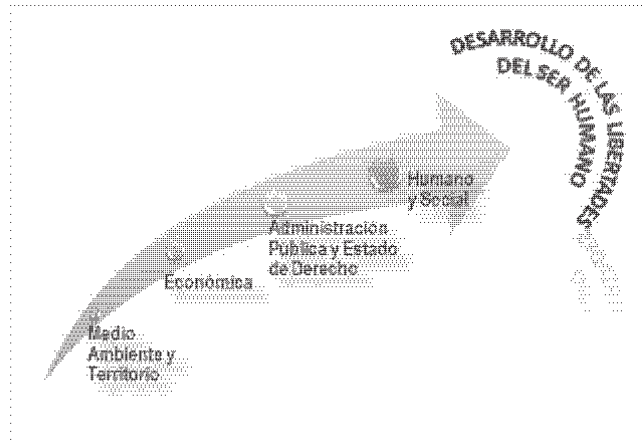 DESARROLLO DE LAS LIBERTADES
DEL SER HUMANO
Humano
y Social
Administración
Pública y Estado
de Derecho
Económica
Medio
Ambiente y
Territorio